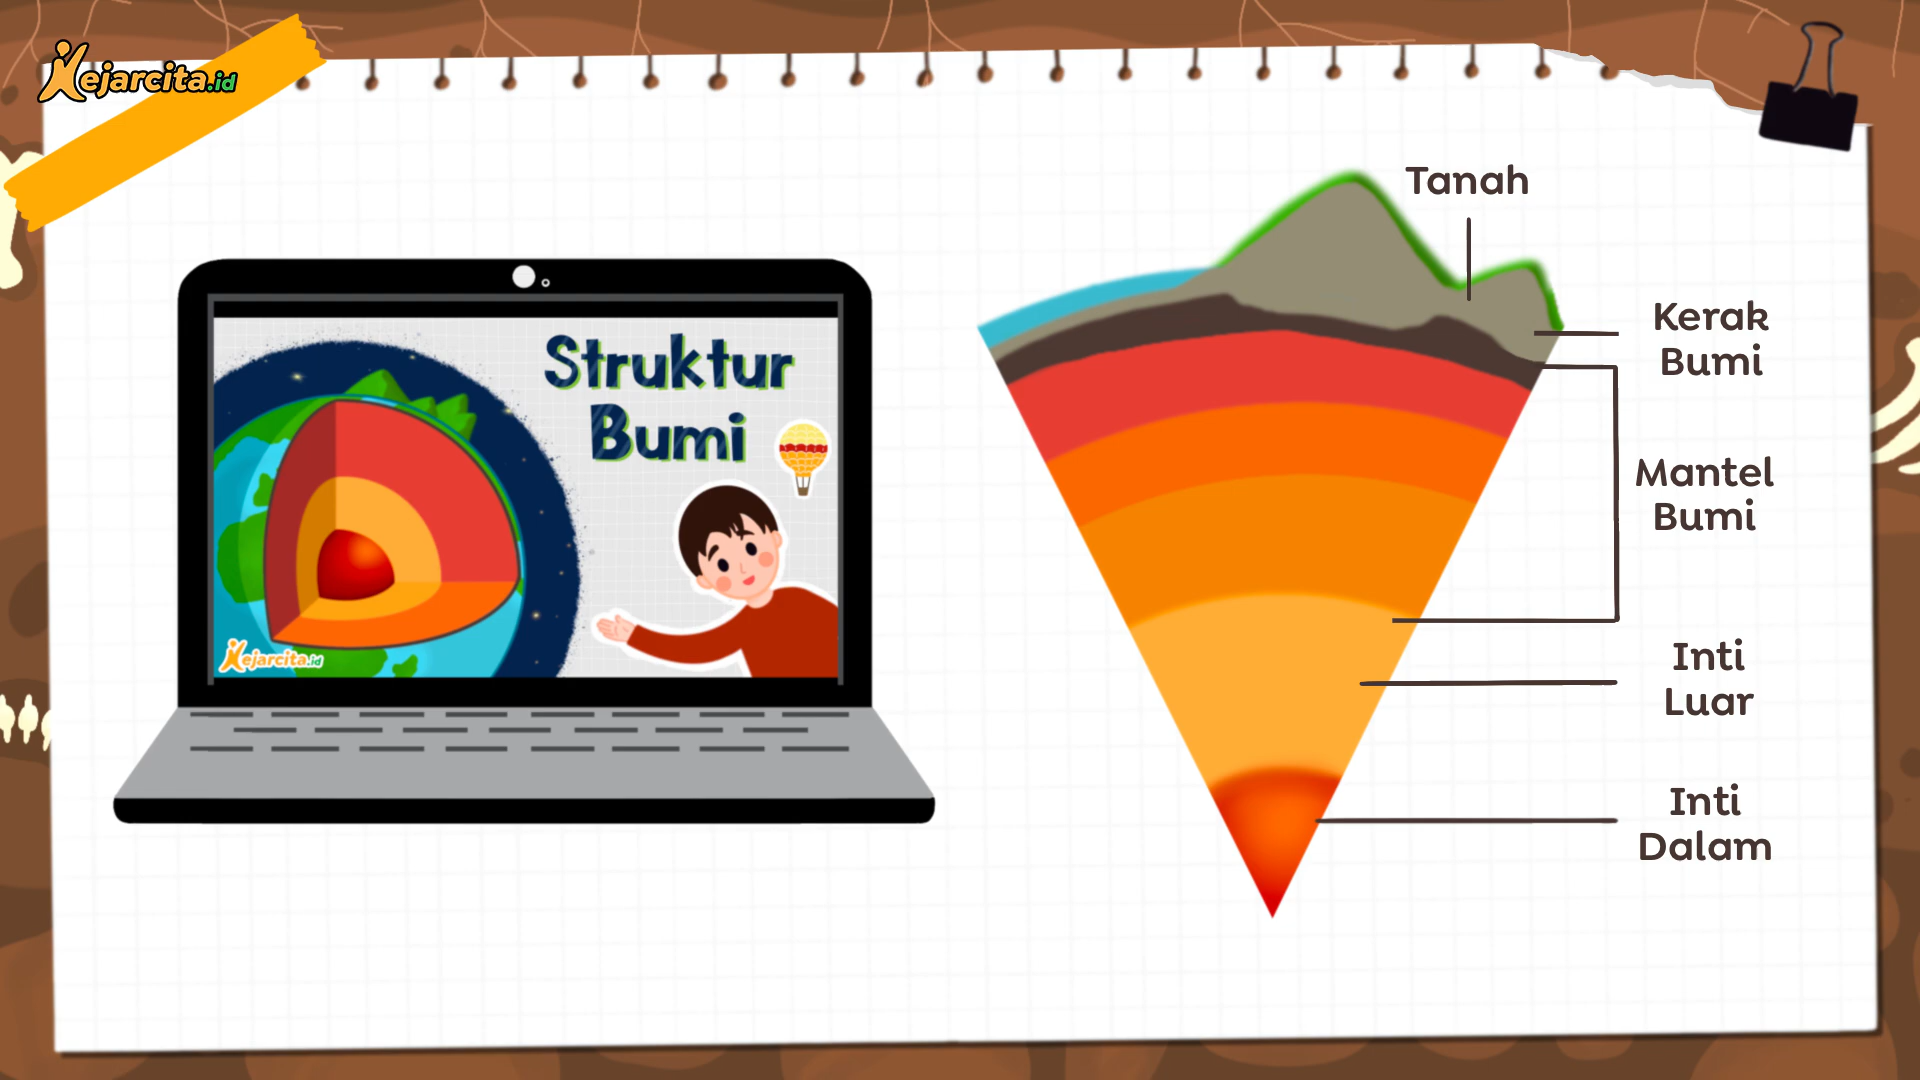 Kejarcita.id
Struktur
Bumi
Kejarcita.id
Tanah
Kerak
Bumi
Mantel
Bumi
Inti
Luar
Inti
Dalam